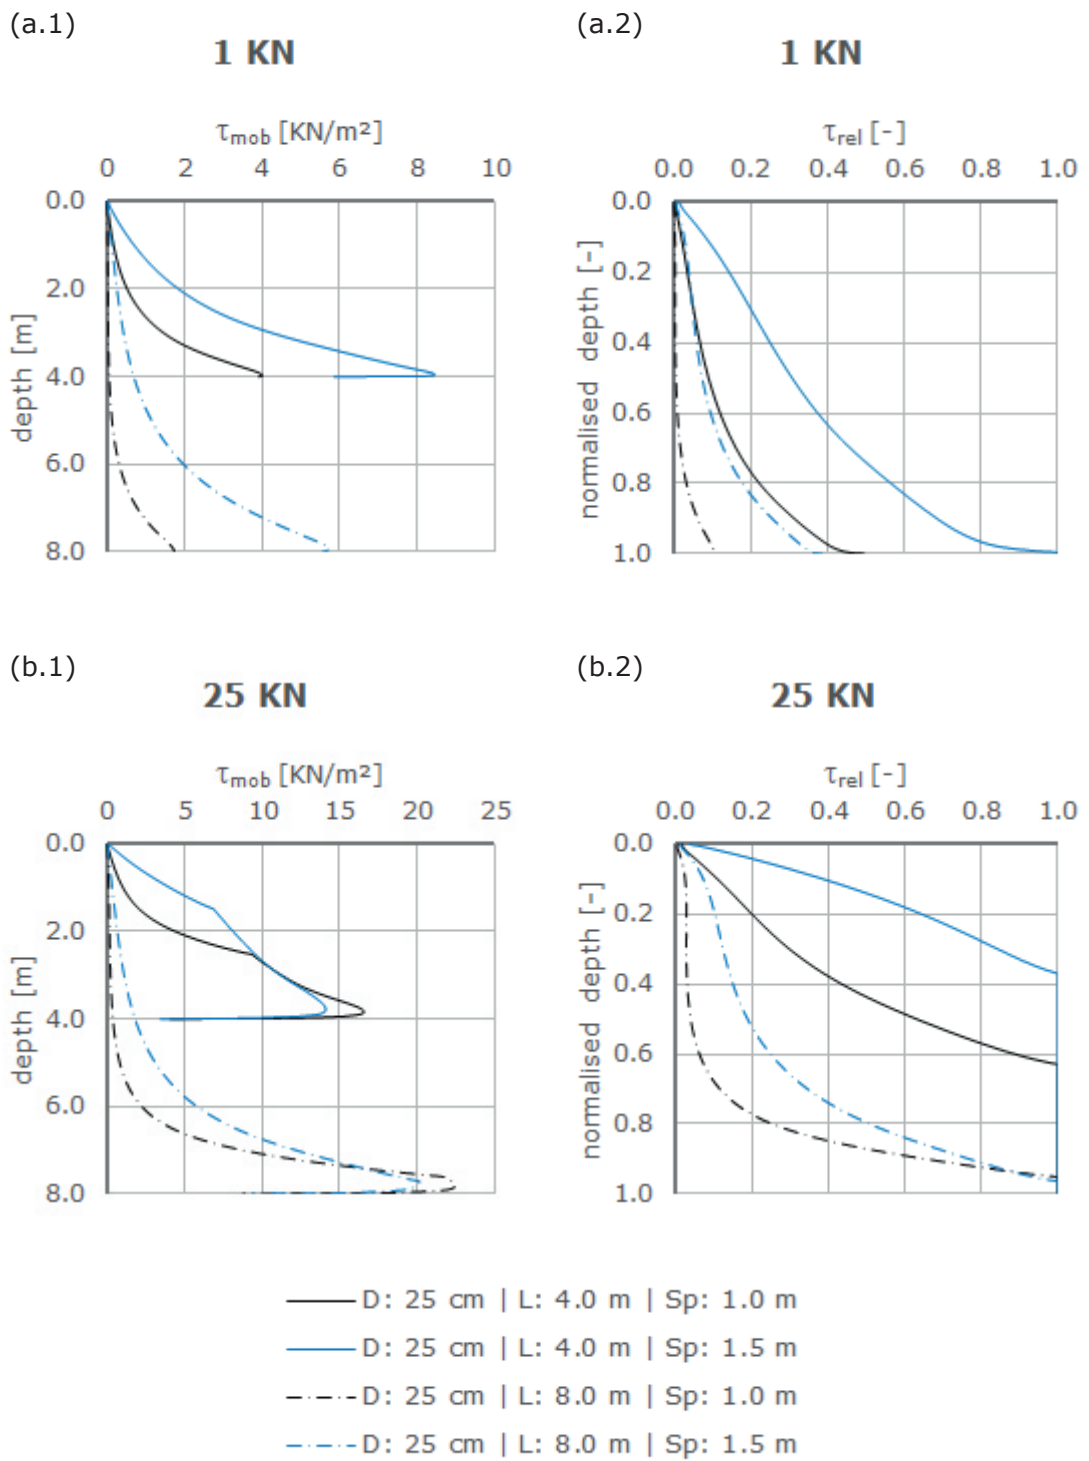 (a.1)
1 KN
τmob [KN/m²]
0 2 4 6 8 10
0.0
2.0
4.0
6.0
8.0
depth [m]
(a.2)
1 KN
τrel [-]
0.0 0.2 0.4 0.6 0.8 1.0
0.0
0.2
0.4
0.6
0.8
1.0
normalised depth [-]
(b.1)
25 KN
τmob [KN/m²]
0 5 10 15 20 25
0.0
2.0
4.0
6.0
8.0
depth [m]
(b.2)
25 KN
τrel [-]
0.0 0.2 0.4 0.6 0.8 1.0
0.0
0.2
0.4
0.6
0.8
1.0
normalised depth [-]
D: 25 cm | L: 4.0 m | Sp: 1.0 m
D: 25 cm | L: 4.0 m | Sp: 1.5 m
D: 25 cm | L: 8.0 m | Sp: 1.0 m
D: 25 cm | L: 8.0 m | Sp: 1.5 m